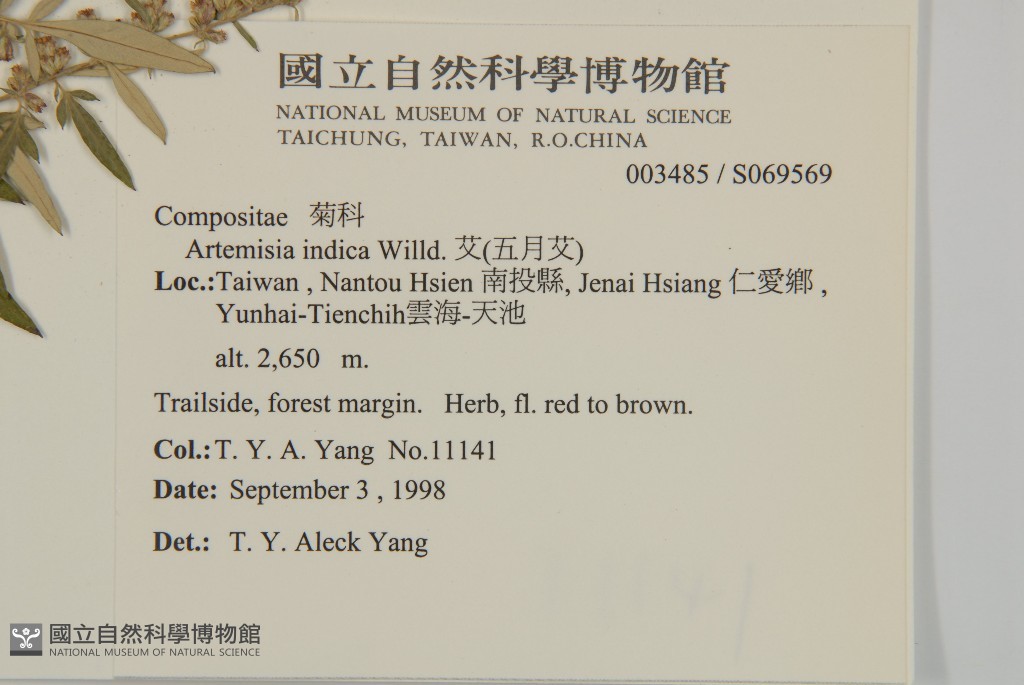 國立自然科學博物館
NATIONAL MUSEUM OF NATURAL SCIENCE
TAICHUNG, TAIWAN, R.O.CHINA
003485 / S069569
Compositae 菊科
Artemisia indica Willd. 艾(五月艾)
Loc.:Taiwan , Nantou Hsien 南投縣, Jenai Hsiang 仁愛鄉 ,
Yunhai-Tienchih雲海-天池
alt. 2,650 m.
Trailside, forest margin. Herb, fl. red to brown.
Col.:T. Y. A. Yang No.11141
Date: September 3 , 1998
Det.: T. Y. Aleck Yang
國立自然科學博物館
NATIONAL MUSEUM OF NATURAL SCIENCE